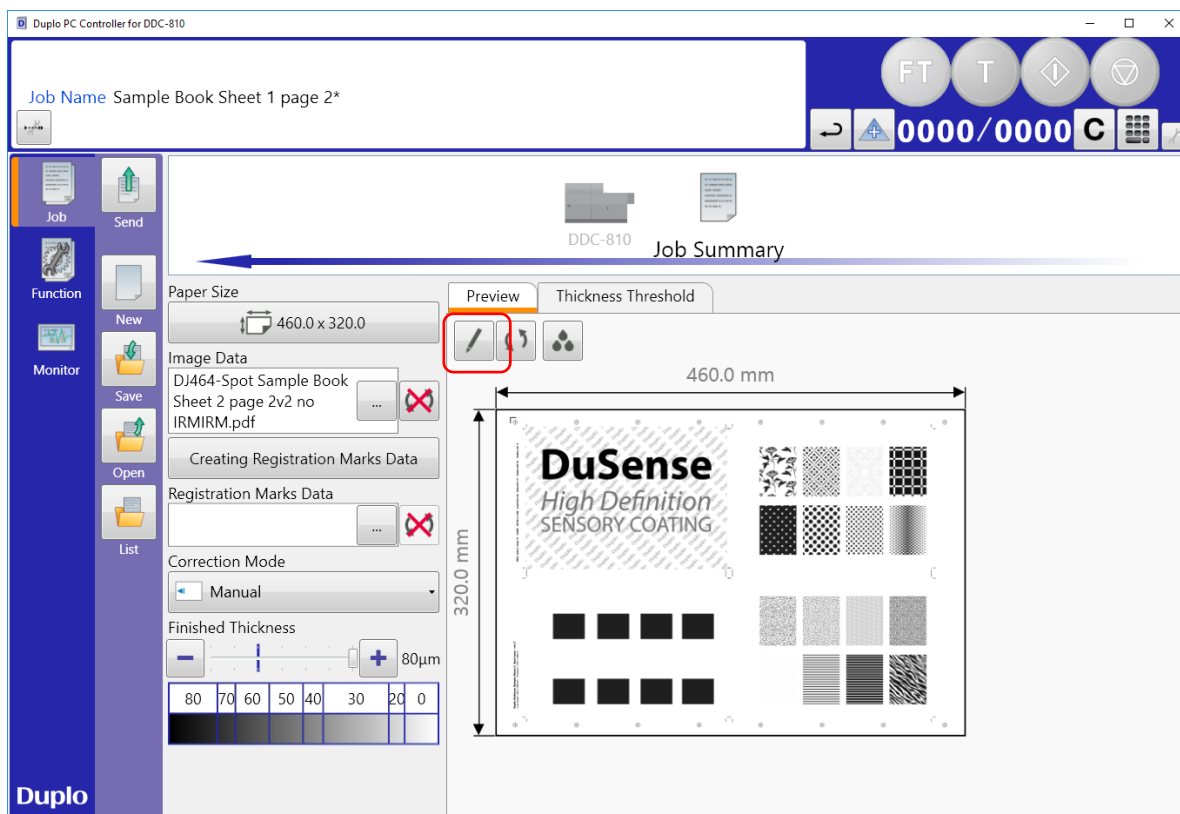 Duplo PC Controller for DDC-810
Job Name Sample Book Sheet 1 page 2*
FT
T
0000/0000
C
Job
Send
DDC-810
Job Summary
Function
New
Monitor
Save
Open
List
Paper Size
460.0 x 320.0
Image Data
DJ464-Spot Sample Book
Sheet 2 page 2v2 no
IRMIRM.pdf
...
Creating Registration Marks Data
Registration Marks Data
...
Correction Mode
Manual
Finished Thickness
80µm
80 70 60 50 40 30 20 0
Preview
Thickness Threshold
460.0 mm
320.0 mm
DuSense
High Definition
SENSORY COATING
Duplo